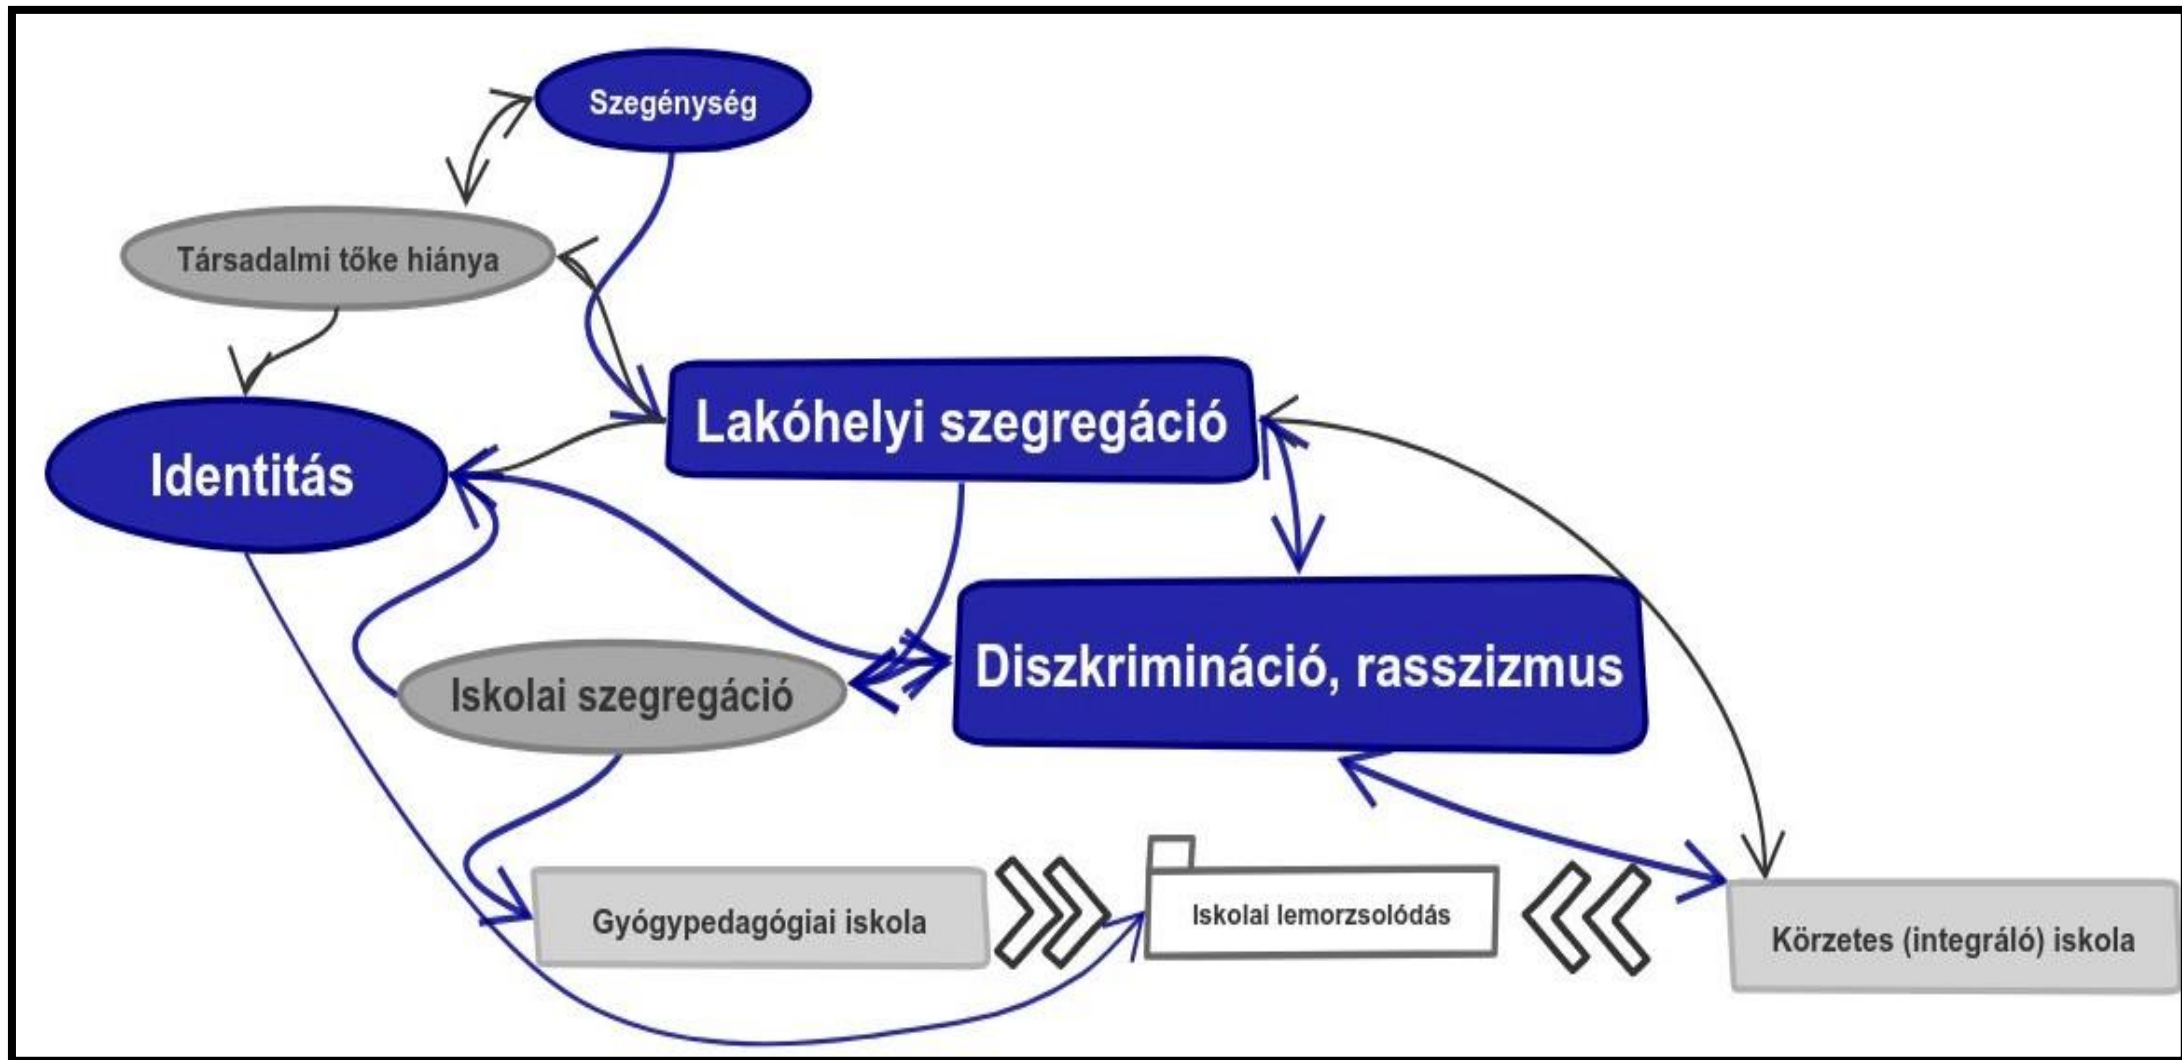 Szegénység
Társadalmi tőke hiánya
Lakóhelyi szegregáció
Identitás
Diszkrimináció, rasszizmus
Iskolai szegregáció
Gyógypedagógiai iskola
Iskolai lemorzsolódás
Körzetes (integráló) iskola